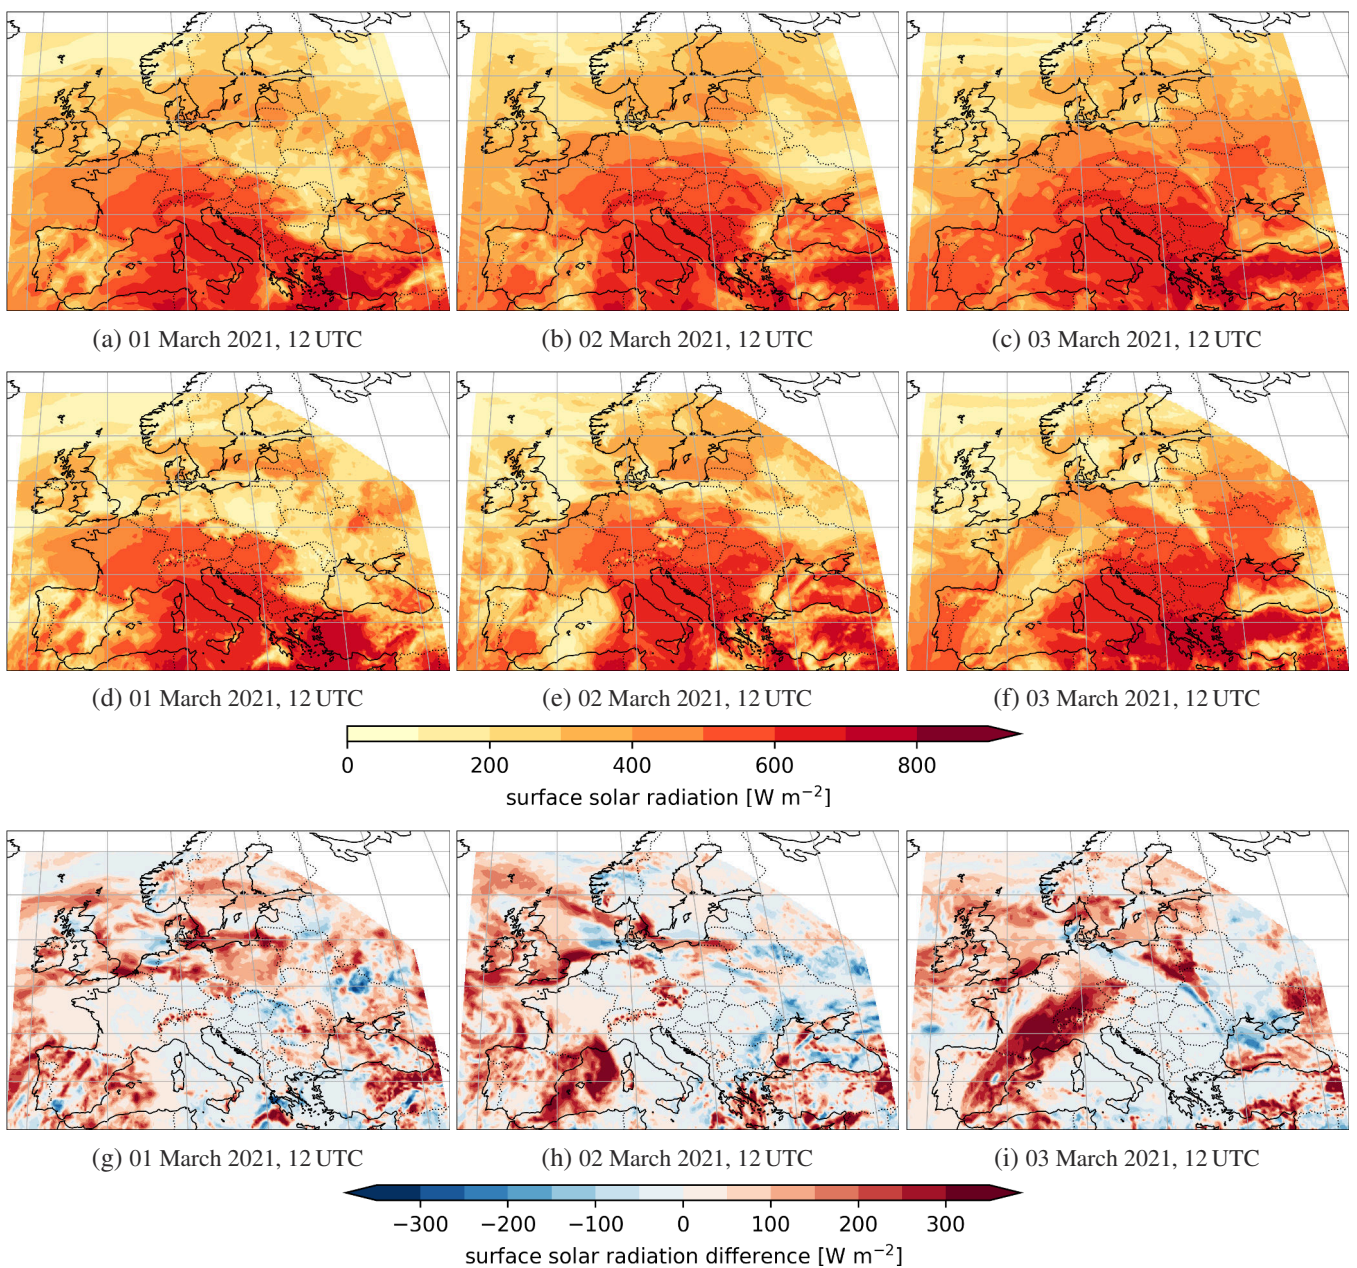 (a) 01 March 2021, 12 UTC
(b) 02 March 2021, 12 UTC
(c) 03 March 2021, 12 UTC
(d) 01 March 2021, 12 UTC
(e) 02 March 2021, 12 UTC
(f) 03 March 2021, 12 UTC
0 200 400 600 800
surface solar radiation [W m⁻²]
(g) 01 March 2021, 12 UTC
(h) 02 March 2021, 12 UTC
(i) 03 March 2021, 12 UTC
−300 −200 −100 0 100 200 300
surface solar radiation difference [W m⁻²]